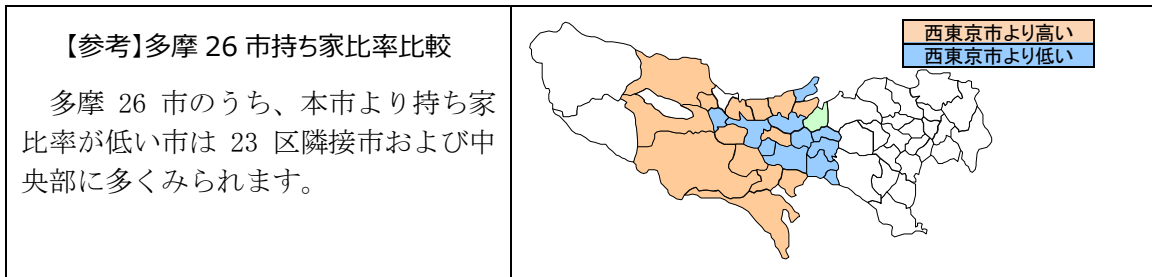 【参考】多摩 26 市持ち家比率比較
多摩 26 市のうち、本市より持ち家
比率が低い市は 23 区隣接市および中
央部に多くみられます。
西東京市より高い
西東京市より低い